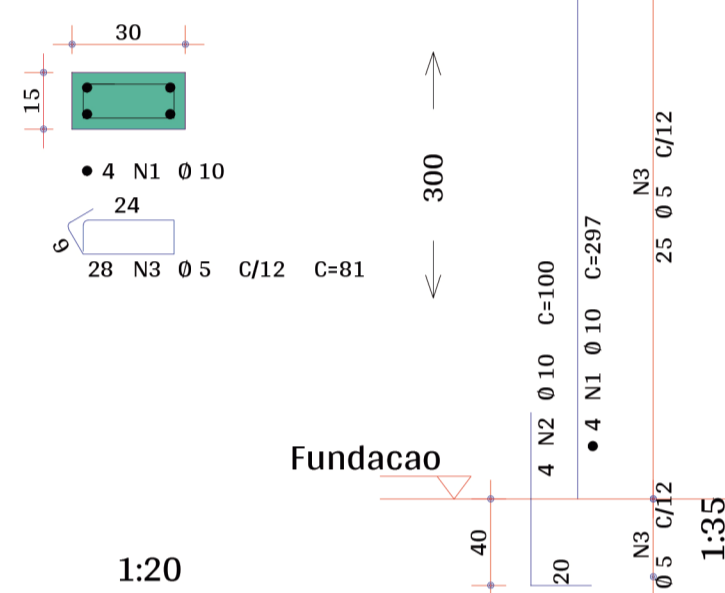 30
15
4 N1 Ø 10
24
9
28 N3 Ø 5 C/12 C=81
300
4 N2 Ø 10 C=100
4 N1 Ø 10 C=297
N3
25 Ø 5 C/12
Fundacao
40
20
N3
Ø 5 C/12
1:20
1:35